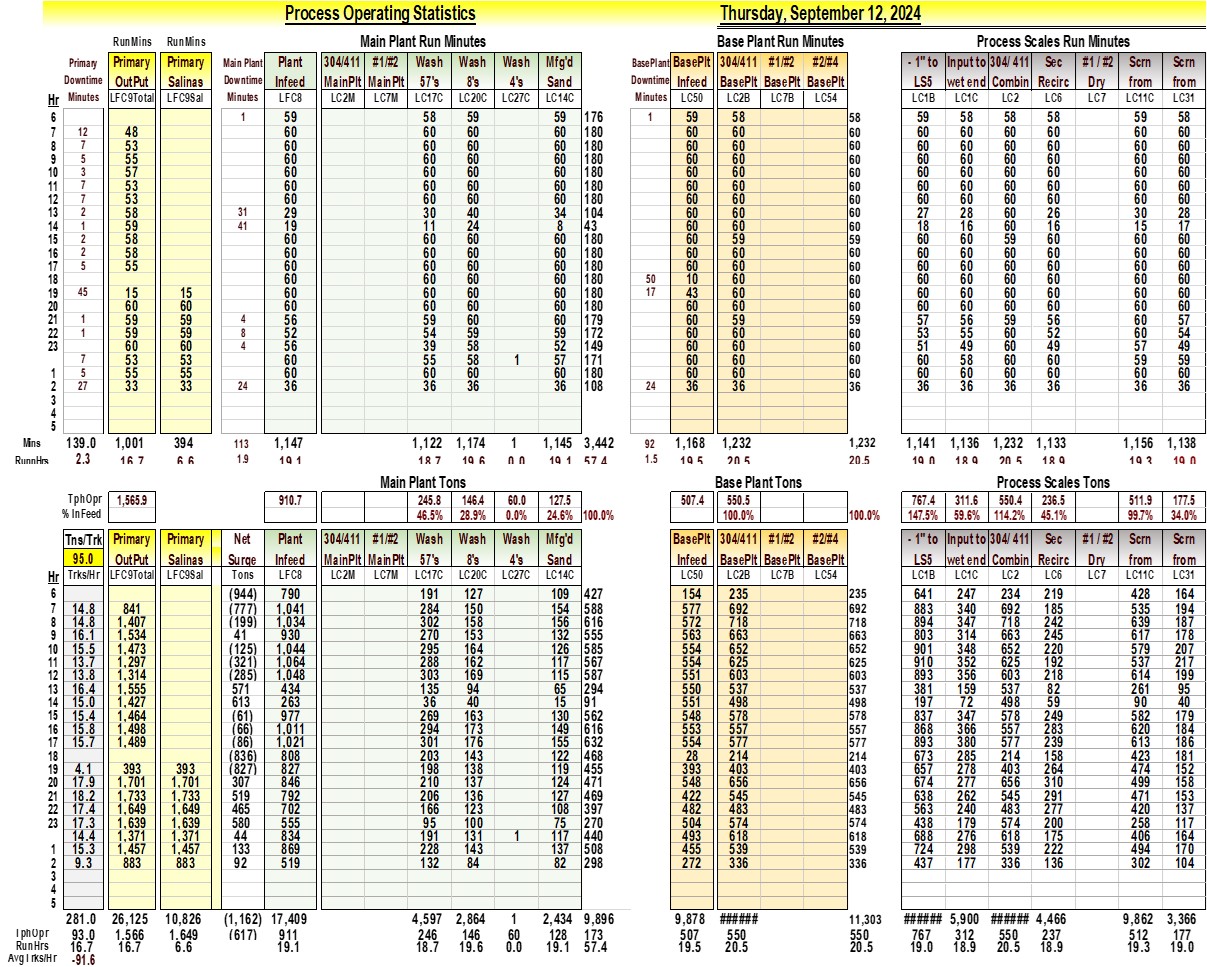 Process Operating Statistics Thursday, September 12, 2024
RunMins RunMins Main Plant Run Minutes Base Plant Run Minutes Process Scales Run Minutes
Primary Primary Primary Main Plant Plant 304/411 #1/#2 Wash Wash Wash Mfg'd BasePlant BasePlt 304/411 #1/#2 #2/#4 - 1" to Input to 304/ 411 Sec #1 / #2 Scrn Scrn
Downtime OutPut Salinas Downtime Infeed MainPlt MainPlt 57's 8's 4's Sand Downtime Infeed BasePlt BasePlt BasePlt LS5 wet end Combin Recirc Dry from from
Hr Minutes LFC9Total LFC9Sal Minutes LFC8 LC2M LC7M LC17C LC20C LC27C LC14C Minutes LC50 LC2B LC7B LC54 LC1B LC1C LC2 LC6 LC7 LC11C LC31
6 1 59 58 59 59 176 1 59 58 58 59 58 58 58 59 58
7 12 48 60 60 60 60 180 60 60 60 60 60 60 60 60 60
8 7 53 60 60 60 60 180 60 60 60 60 60 60 60 60 60
9 5 55 60 60 60 60 180 60 60 60 60 60 60 60 60 60
10 3 57 60 60 60 60 180 60 60 60 60 60 60 60 60 60
11 7 53 60 60 60 60 180 60 60 60 60 60 60 60 60 60
12 7 53 60 60 60 60 180 60 60 60 60 60 60 60 60 60
13 2 58 31 29 30 40 34 104 60 60 60 27 28 60 26 30 28
14 1 59 41 19 11 24 8 43 60 60 60 18 16 60 16 15 17
15 2 58 60 60 60 60 180 60 59 59 60 60 60 60 60 60
16 2 58 60 60 60 60 180 60 60 60 60 60 60 60 60 60
17 5 55 60 60 60 60 180 60 60 60 60 60 60 60 60 60
18 60 60 60 60 180 50 10 60 60 60 60 60 60 60 60
19 45 15 15 60 60 60 60 180 17 43 60 60 60 60 60 60 60 60
20 60 60 60 60 60 60 180 60 60 60 60 60 60 60 60 60
21 1 59 59 4 56 59 60 60 179 60 59 59 57 56 59 56 60 57
22 1 59 59 8 52 54 59 59 172 60 60 60 53 55 60 52 60 54
23 60 60 4 56 39 58 52 149 60 60 60 51 49 60 49 57 49
7 53 53 60 55 58 1 57 171 60 60 60 60 58 60 60 59 59
1 5 55 55 60 60 60 60 180 60 60 60 60 60 60 60 60 60
2 27 33 33 24 36 36 36 36 108 24 36 36 36 36 36 36 36 36 36
3
4
5
Mins 139.0 1,001 394 113 1,147 1,122 1,174 1 1,145 3,442 92 1,168 1,232 1,232 1,141 1,136 1,232 1,133 1,156 1,138
RunnHrs 2.3 16.7 6.6 1.9 19.1 18.7 19.6 0.0 19.1 57.4 1.5 19.5 20.5 20.5 19.0 18.9 20.5 18.9 19.3 19.0
Main Plant Tons Base Plant Tons Process Scales Tons
TphOpr 1,565.9 910.7 245.8 146.4 60.0 127.5 507.4 550.5 767.4 311.6 550.4 236.5 511.9 177.5
% InFeed 46.5% 28.9% 0.0% 24.6% 100.0% 100.0% 100.0% 147.5% 59.6% 114.2% 45.1% 99.7% 34.0%
Tns/Trk Primary Primary Net Plant 304/411 #1/#2 Wash Wash Wash Mfg'd BasePlt 304/411 #1/#2 #2/#4 - 1" to Input to 304/ 411 Sec #1 / #2 Scrn Scrn
95.0 OutPut Salinas Surge Infeed MainPlt MainPlt 57's 8's 4's Sand Infeed BasePlt BasePlt BasePlt LS5 wet end Combin Recirc Dry from from
Hr Trks/Hr LFC9Total LFC9Sal Tons LFC8 LC2M LC7M LC17C LC20C LC27C LC14C LC50 LC2B LC7B LC54 LC1B LC1C LC2 LC6 LC7 LC11C LC31
6 (944) 790 191 127 109 427 154 235 235 641 247 234 219 428 164
7 14.8 841 (777) 1,041 284 150 154 588 577 692 692 883 340 692 185 535 194
8 14.8 1,407 (199) 1,034 302 158 156 616 572 718 718 894 347 718 242 639 187
9 16.1 1,534 41 930 270 153 132 555 563 663 663 803 314 663 245 617 178
10 15.5 1,473 (125) 1,044 295 164 126 585 554 652 652 901 348 652 220 579 207
11 13.7 1,297 (321) 1,064 288 162 117 567 554 625 625 910 352 625 192 537 217
12 13.8 1,314 (285) 1,048 303 169 115 587 551 603 603 893 356 603 218 614 199
13 16.4 1,555 571 434 135 94 65 294 550 537 537 381 159 537 82 261 95
14 15.0 1,427 613 263 36 40 15 91 551 498 498 197 72 498 59 90 40
15 15.4 1,464 (61) 977 269 163 130 562 548 578 578 837 347 578 249 582 179
16 15.8 1,498 (66) 1,011 294 173 149 616 553 557 557 868 366 557 283 620 184
17 15.7 1,489 (86) 1,021 301 176 155 632 554 577 577 893 380 577 239 613 186
18 (836) 808 203 143 122 468 28 214 214 673 285 214 158 423 181
19 4.1 393 393 (827) 827 198 138 119 455 393 403 403 657 278 403 264 474 152
20 17.9 1,701 1,701 307 846 210 137 124 471 548 656 656 674 277 656 310 499 158
21 18.2 1,733 1,733 519 792 206 136 127 469 422 545 545 638 262 545 291 471 153
22 17.4 1,649 1,649 465 702 166 123 108 397 482 483 483 563 240 483 277 420 137
23 17.3 1,639 1,639 580 555 95 100 75 270 504 574 574 438 179 574 200 258 117
14.4 1,371 1,371 44 834 191 131 1 117 440 493 618 618 688 276 618 175 406 164
1 15.3 1,457 1,457 133 869 228 143 137 508 455 539 539 724 298 539 222 494 170
2 9.3 883 883 92 519 132 84 82 298 272 336 336 437 177 336 136 302 104
3
4
5
281.0 26,125 10,826 (1,162) 17,409 4,597 2,864 1 2,434 9,896 9,878 ###### 11,303 ###### 5,900 ###### 4,466 9,862 3,366
TphOpr 93.0 1,566 1,649 (617) 911 246 146 60 128 173 507 550 550 767 312 550 237 512 177
RunHrs 16.7 16.7 6.6 19.1 18.7 19.6 0.0 19.1 57.4 19.5 20.5 20.5 19.0 18.9 20.5 18.9 19.3 19.0
Avg Trks/Hr -91.6